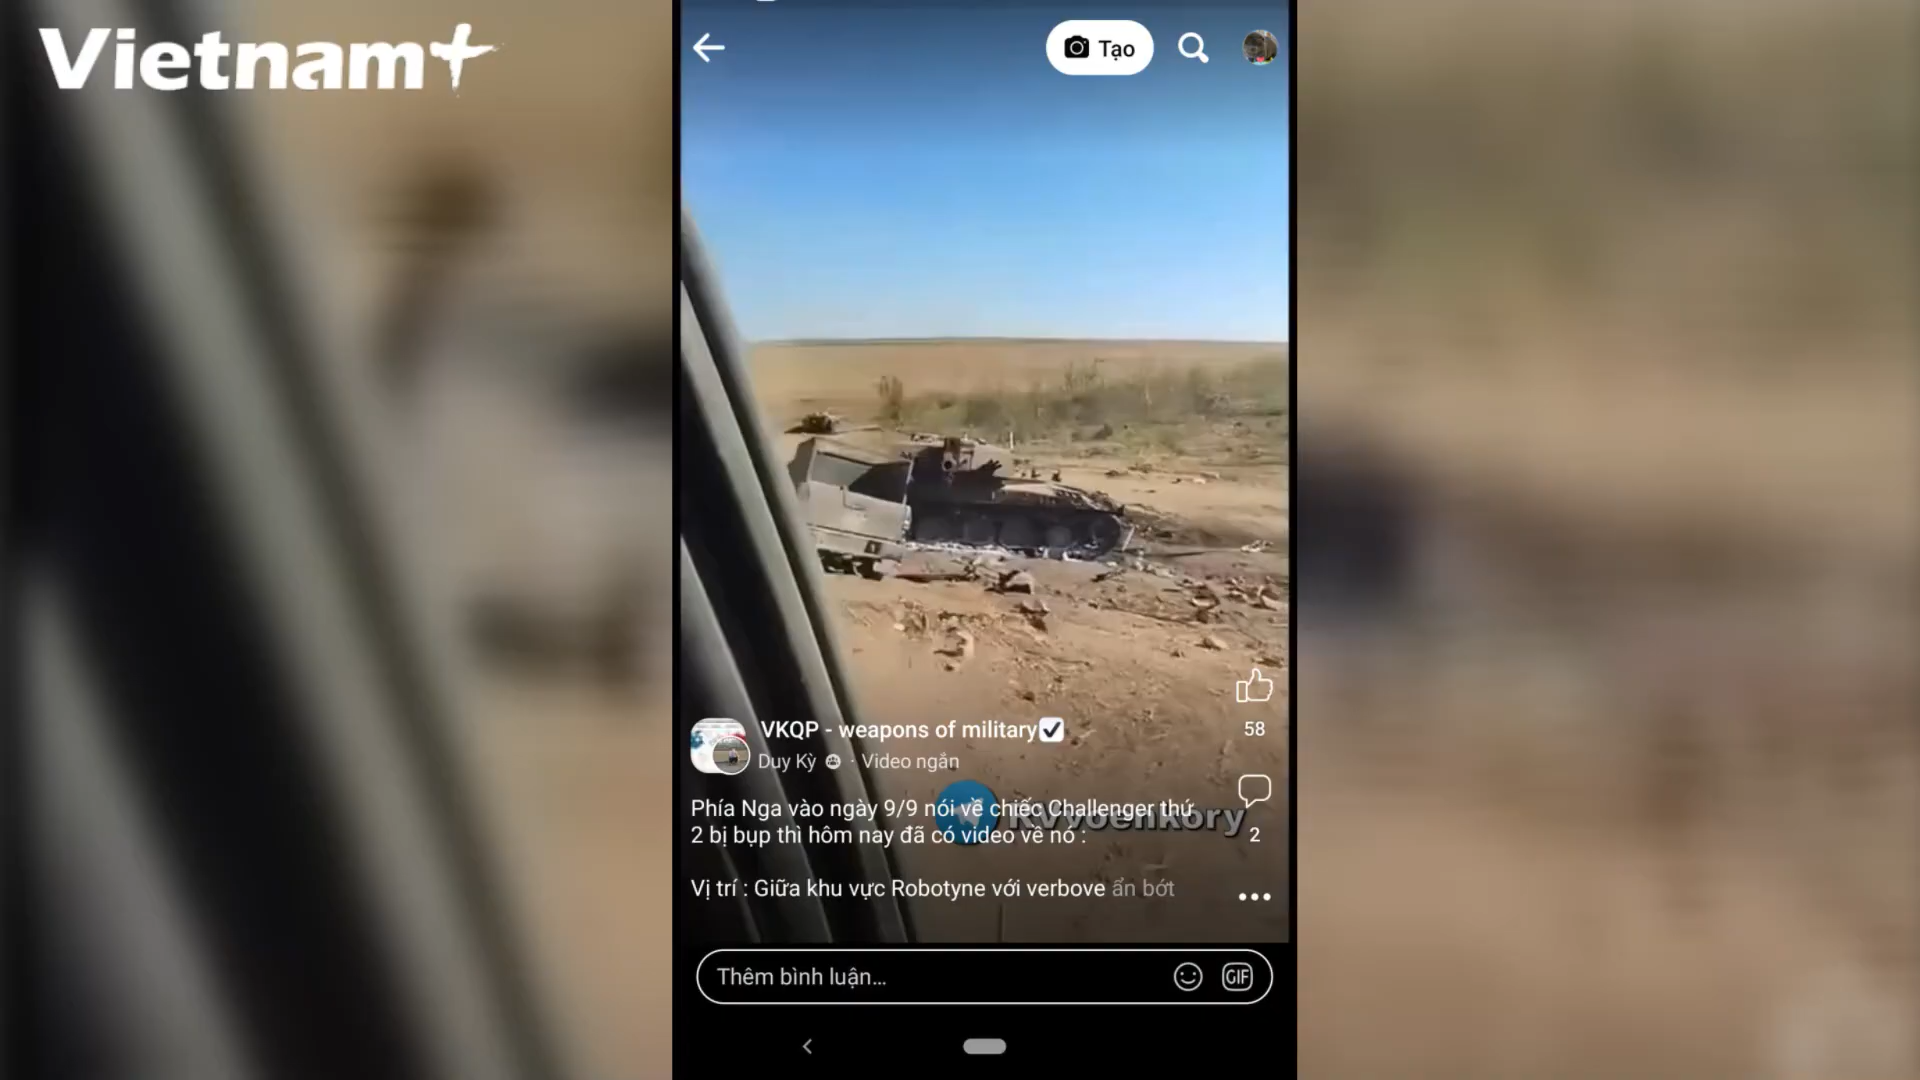 Vietnam+
Tạo
VKQP - weapons of military
Duy Kỳ · Video ngắn
58
Phía Nga vào ngày 9/9 nói về chiếc Challenger thứ
2 bị bụp thì hôm nay đã có video về nó :
2
Vị trí : Giữa khu vực Robotyne với verbove ẩn bớt
Thêm bình luận...
GIF